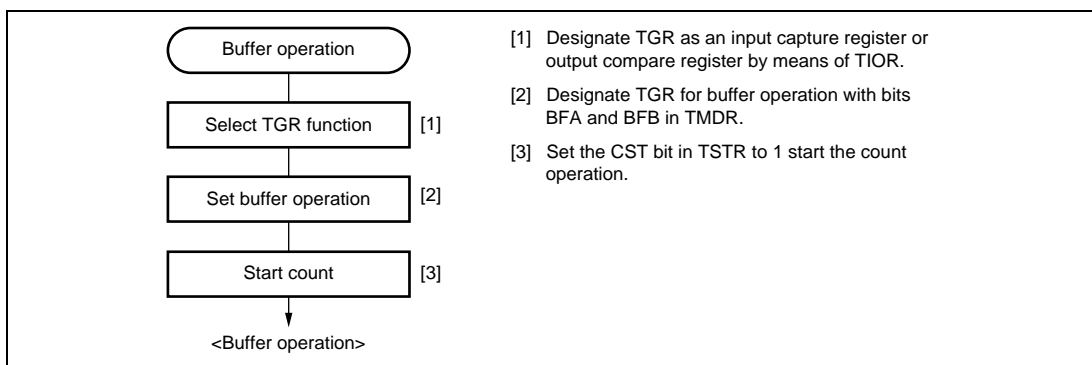 Buffer operation
Select TGR function
[1]
Set buffer operation
[2]
Start count
[3]
<Buffer operation>
[1] Designate TGR as an input capture register or
output compare register by means of TIOR.
[2] Designate TGR for buffer operation with bits
BFA and BFB in TMDR.
[3] Set the CST bit in TSTR to 1 start the count
operation.